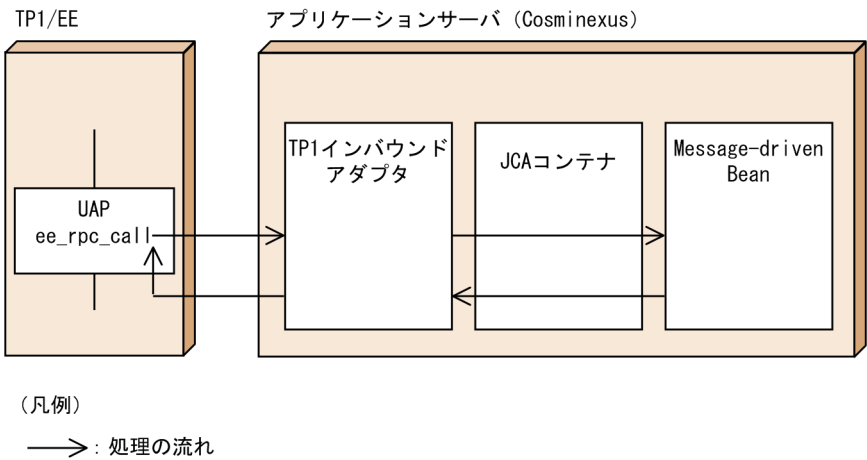 TP1/EE
アプリケーションサーバ（Cosminexus）
TP1インバウンド
アダプタ
JCAコンテナ
Message-driven
Bean
UAP
ee_rpc_call
（凡例）
：処理の流れ